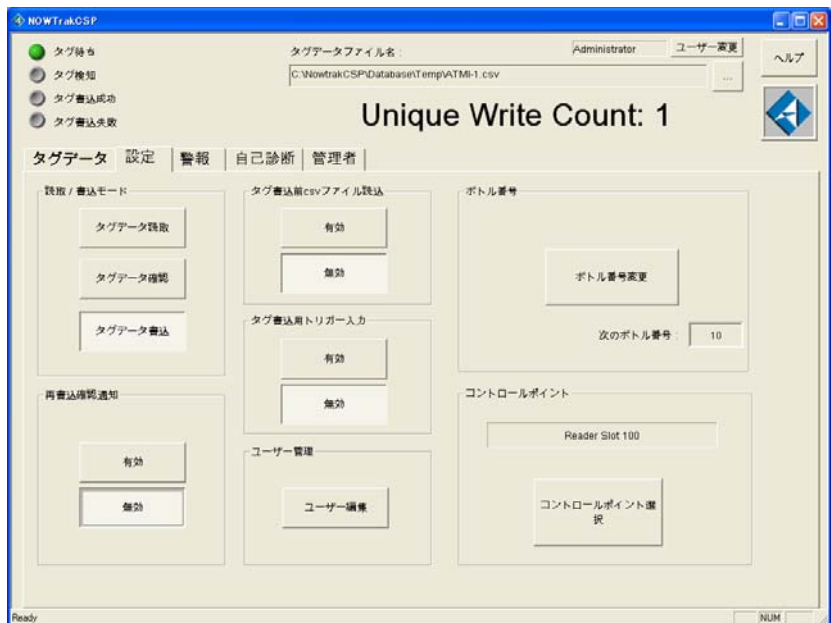 NOWTrakCSP
タグ待ち
タグ検知
タグ書込成功
タグ書込失敗
タグデータファイル名 :
Administrator
ユーザー変更
C:\NowtrakCSP\Database\Temp\ATMI-1.csv
...
ヘルプ
Unique Write Count: 1
タグデータ 設定 警報 自己診断 管理者
読取 / 書込モード
タグデータ読取
タグデータ確認
タグデータ書込
再書込確認通知
有効
無効
タグ書込前csvファイル読込
有効
無効
タグ書込用トリガー入力
有効
無効
ユーザー管理
ユーザー編集
ボトル番号
ボトル番号変更
次のボトル番号 : 10
コントロールポイント
Reader Slot 100
コントロールポイント選
択
Ready
NUM